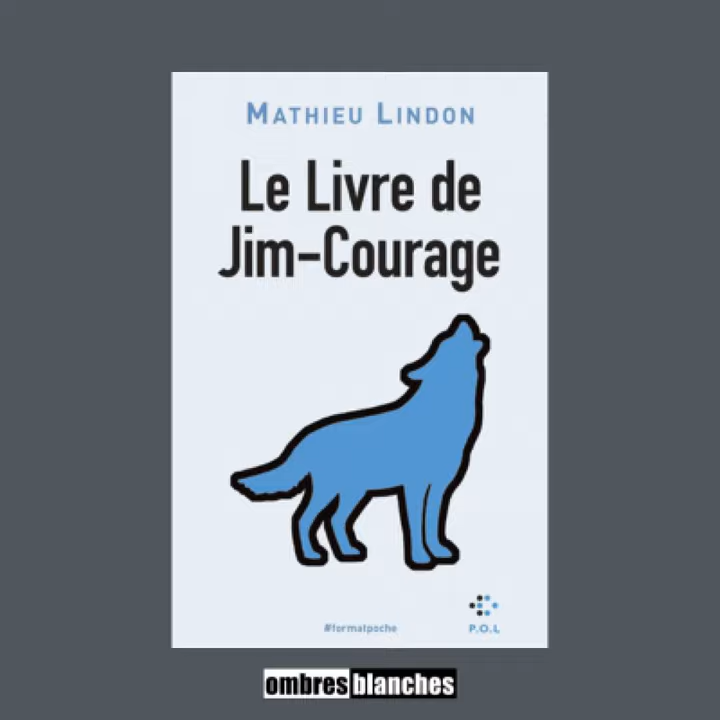 MATHIEU LINDON
Le Livre de
Jim-Courage
#formatpoche
P.O.L
ombres blanches